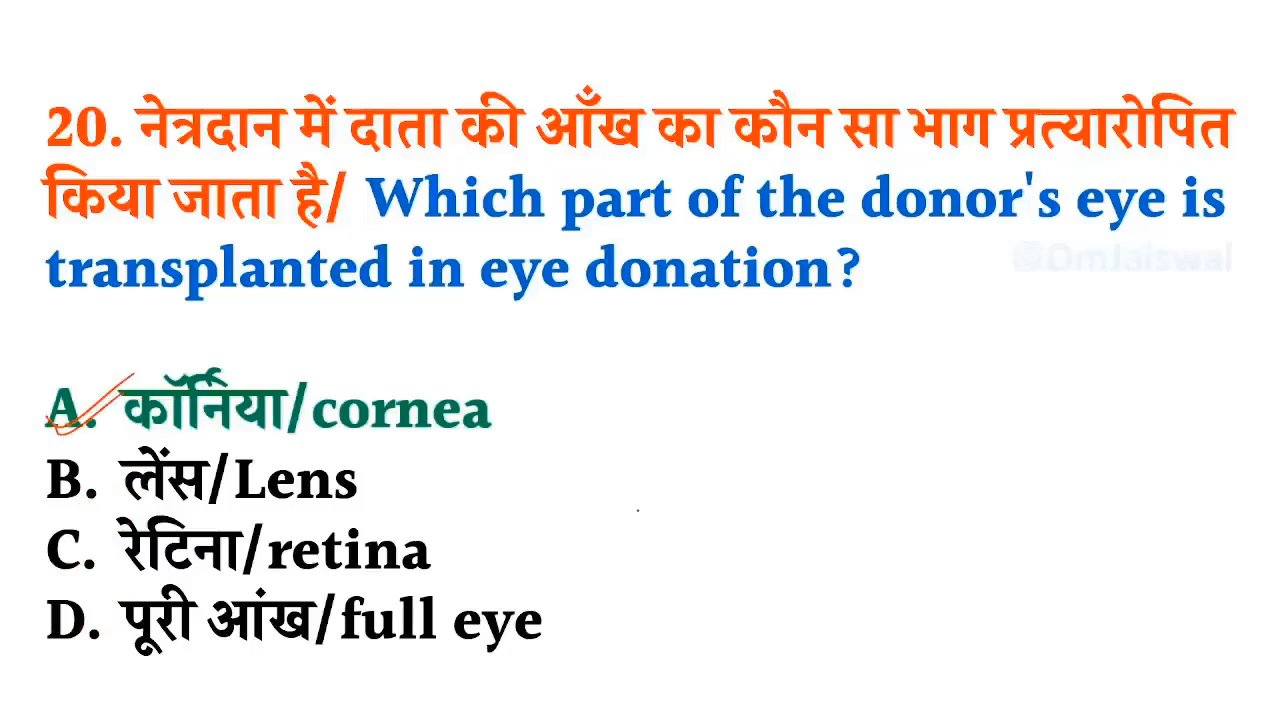 20. नेत्रदान में दाता की आँख का कौन सा भाग प्रत्यारोपित
किया जाता है/ Which part of the donor's eye is
transplanted in eye donation?
@OmJaiswal
A. कॉर्निया/cornea
B. लेंस/Lens
C. रेटिना/retina
D. पूरी आंख/full eye